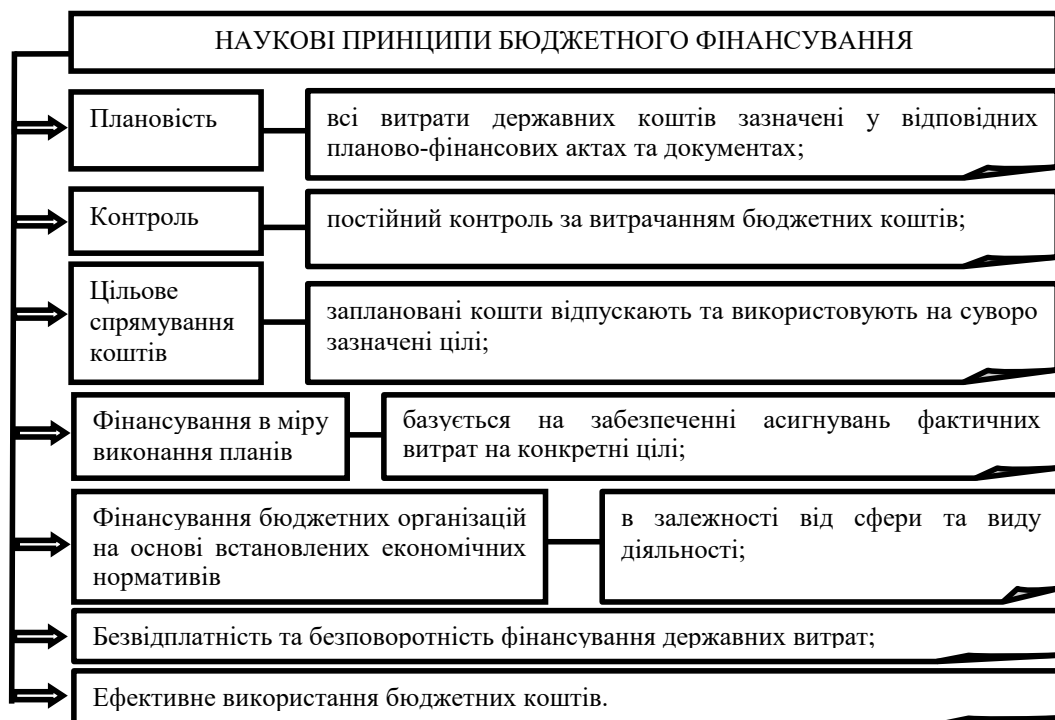 НАУКОВІ ПРИНЦИПИ БЮДЖЕТНОГО ФІНАНСУВАННЯ
Плановість
всі витрати державних коштів зазначені у відповідних
планово-фінансових актах та документах;
Контроль
постійний контроль за витрачанням бюджетних коштів;
Цільове
спрямування
коштів
заплановані кошти відпускають та використовують на суворо
зазначені цілі;
Фінансування в міру
виконання планів
базується на забезпеченні асигнувань фактичних
витрат на конкретні цілі;
Фінансування бюджетних організацій
на основі встановлених економічних
нормативів
в залежності від сфери та виду
діяльності;
Безвідплатність та безповоротність фінансування державних витрат;
Ефективне використання бюджетних коштів.